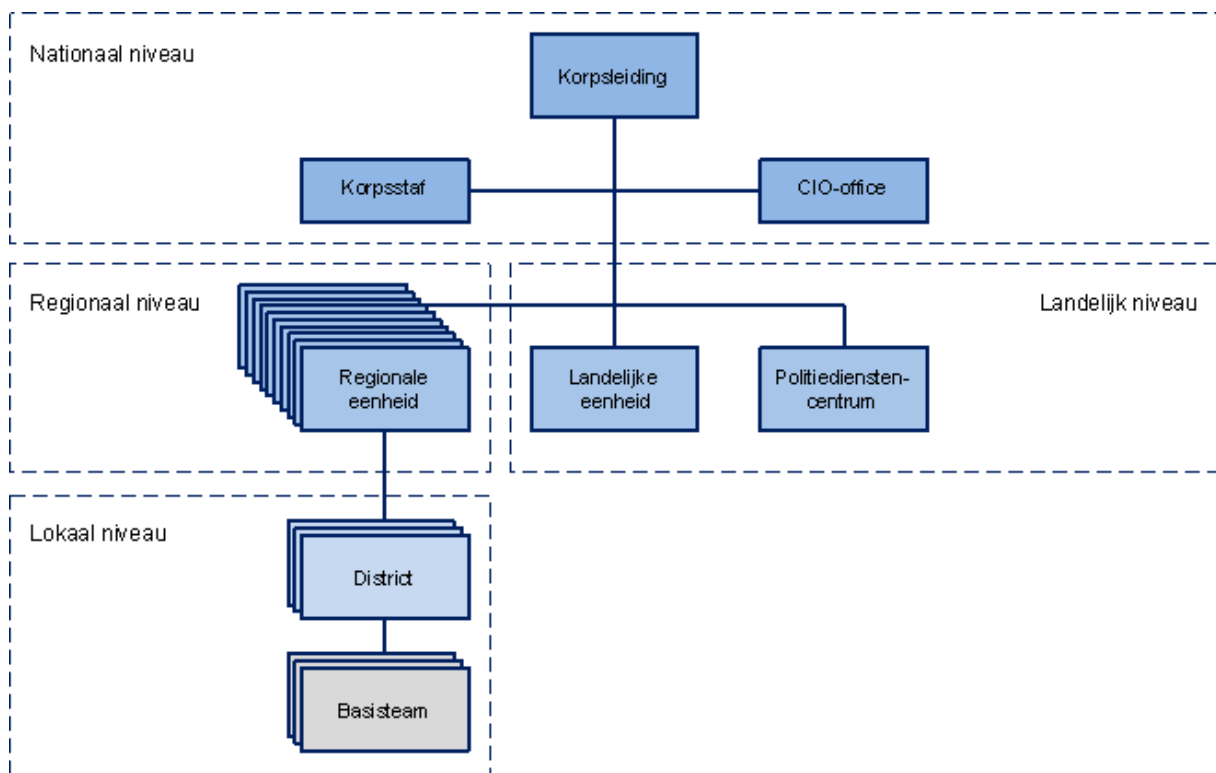 Nationaal niveau
Korpsleiding
Korpsstaf
CIO-office
Regionaal niveau
Landelijk niveau
Regionale
eenheid
Landelijke
eenheid
Politiediensten-
centrum
Lokaal niveau
District
Basisteam